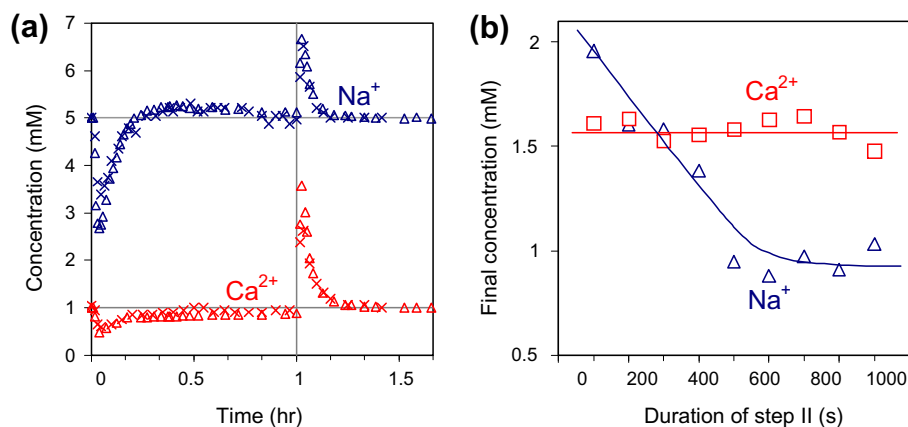 (a)
7
6
5
4
3
2
1
0
Concentration (mM)
Na⁺
Ca²⁺
0
0.5
1
1.5
Time (hr)
(b)
2
1.5
1
0.5
Final concentration (mM)
Ca²⁺
Na⁺
0
200
400
600
800
1000
Duration of step II (s)